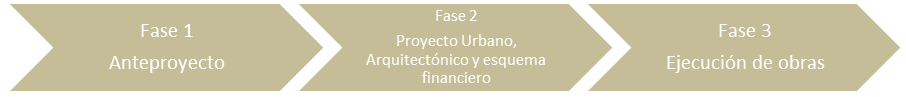 Fase 1
Anteproyecto
Fase 2
Proyecto Urbano,
Arquitectónico y esquema
financiero
Fase 3
Ejecución de obras